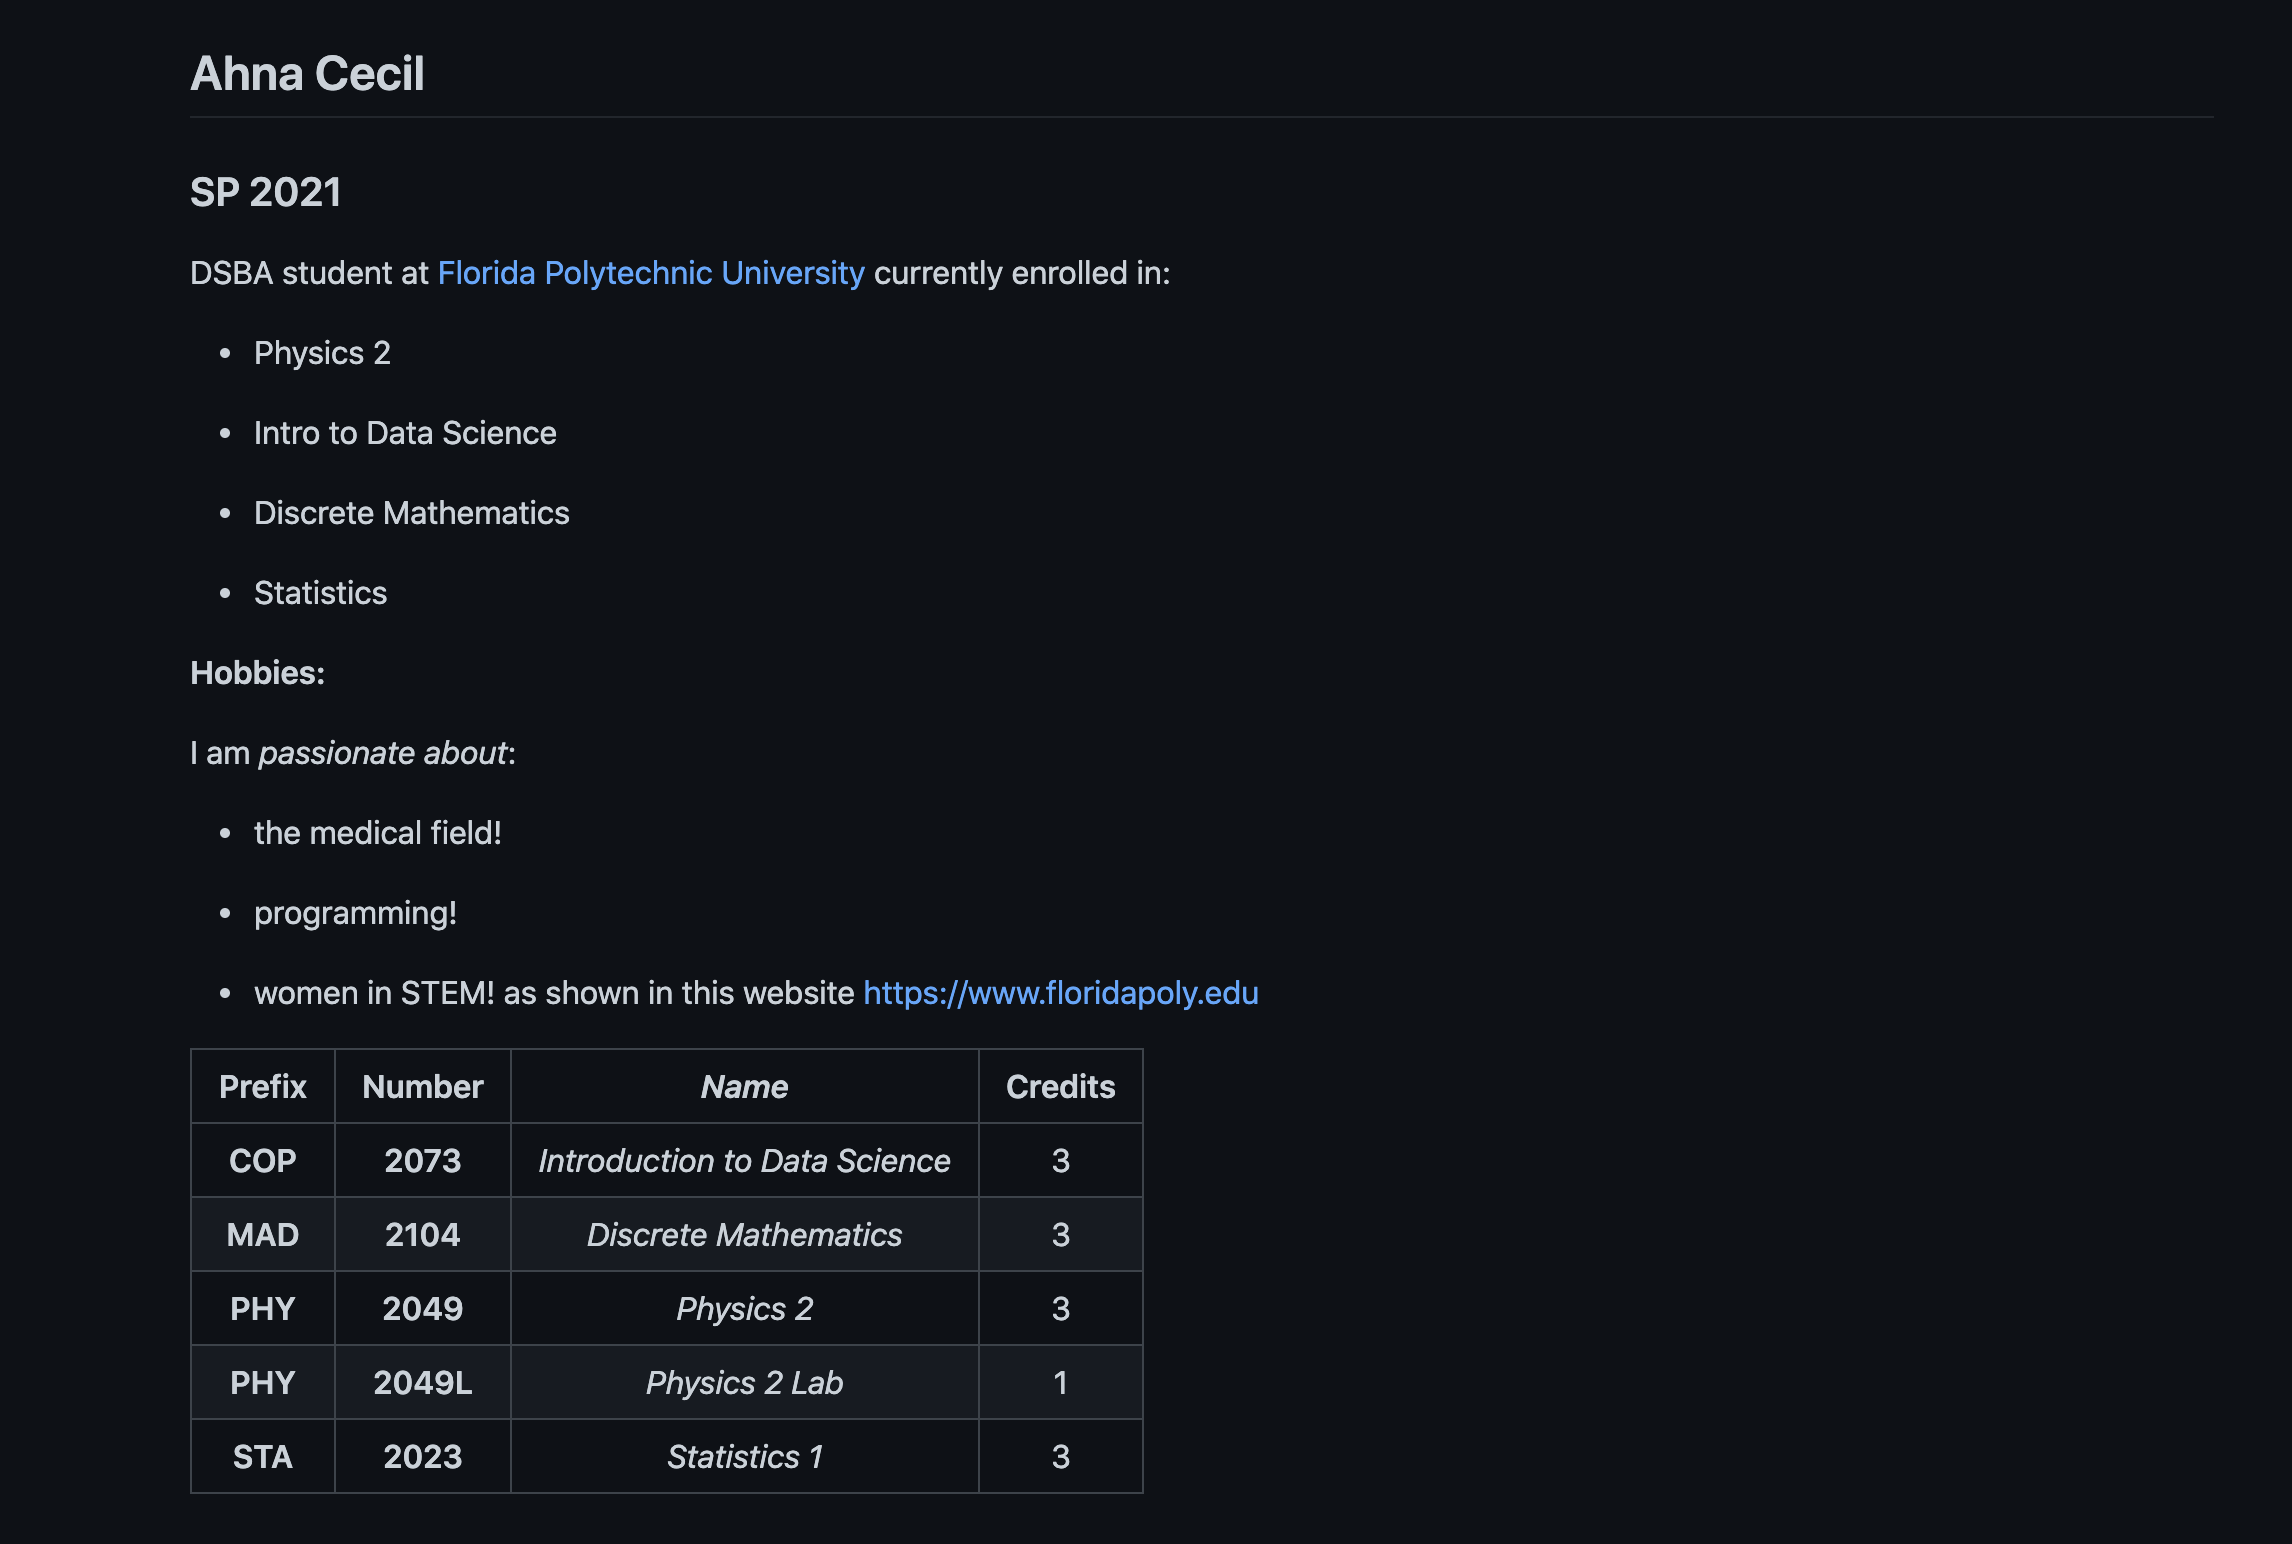 Ahna Cecil
SP 2021
DSBA student at Florida Polytechnic University currently enrolled in:
• Physics 2
• Intro to Data Science
• Discrete Mathematics
• Statistics
Hobbies:
I am passionate about:
• the medical field!
• programming!
• women in STEM! as shown in this website https://www.floridapoly.edu
Prefix Number Name Credits
COP 2073 Introduction to Data Science 3
MAD 2104 Discrete Mathematics 3
PHY 2049 Physics 2 3
PHY 2049L Physics 2 Lab 1
STA 2023 Statistics 1 3